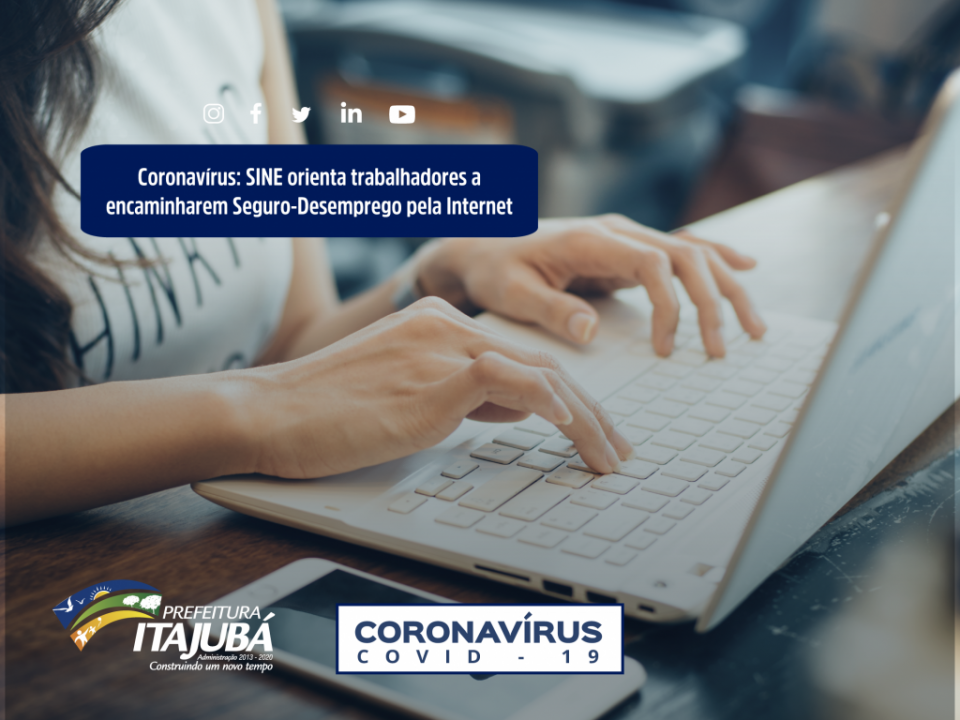 Coronavírus: SINE orienta trabalhadores a
encaminharem Seguro-Desemprego pela Internet
PREFEITURA
ITAJUBÁ
Administração 2013 - 2020
Construindo um novo tempo
CORONAVÍRUS
COVID - 19